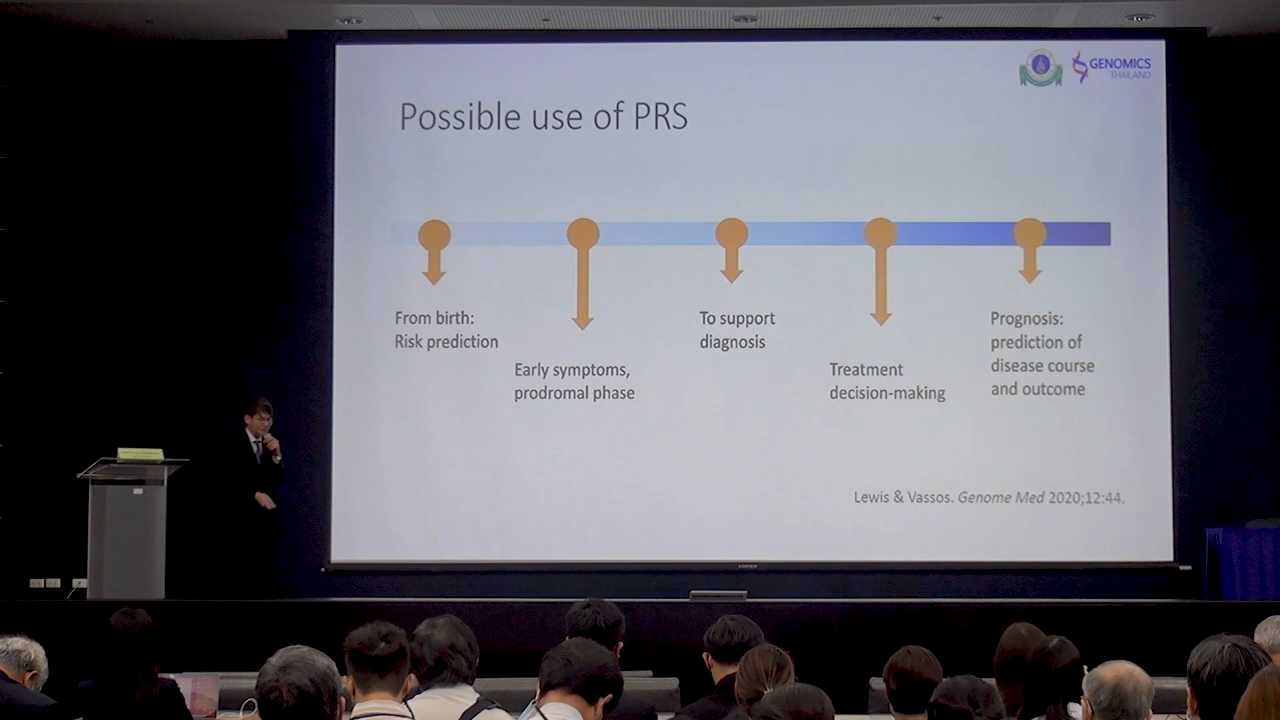 GENOMICS
THAILAND
Possible use of PRS
From birth:
Risk prediction
Early symptoms,
prodromal phase
To support
diagnosis
Treatment
decision-making
Prognosis:
prediction of
disease course
and outcome
Lewis & Vassos. Genome Med 2020;12:44.